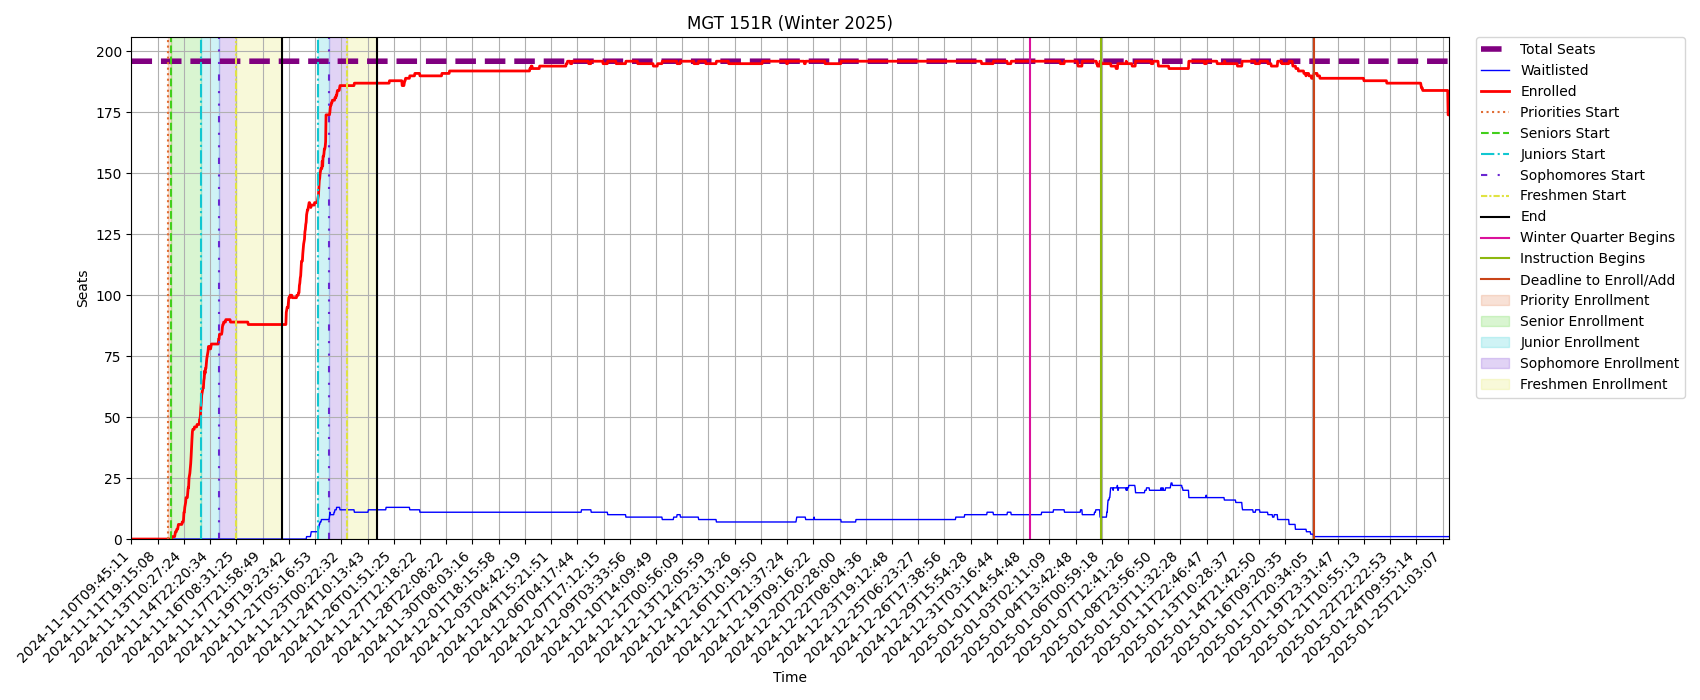 MGT 151R (Winter 2025)
200
175
150
125
100
75
50
25
0
Seats
2024-11-10T09:45:11
2024-11-11T19:15:08
2024-11-13T10:27:24
2024-11-14T22:20:34
2024-11-16T08:31:25
2024-11-17T21:58:49
2024-11-19T19:23:42
2024-11-21T05:16:53
2024-11-23T00:22:32
2024-11-24T10:13:43
2024-11-26T01:51:25
2024-11-27T12:18:22
2024-11-28T22:08:22
2024-11-30T08:03:16
2024-12-01T18:15:58
2024-12-03T04:42:19
2024-12-04T15:21:51
2024-12-06T04:17:44
2024-12-07T17:12:15
2024-12-09T03:33:56
2024-12-10T14:09:49
2024-12-12T00:56:09
2024-12-13T12:05:59
2024-12-14T23:13:26
2024-12-16T10:19:50
2024-12-17T21:37:24
2024-12-19T09:16:22
2024-12-20T20:28:00
2024-12-22T08:04:36
2024-12-23T19:12:48
2024-12-25T06:23:27
2024-12-26T17:38:56
2024-12-29T15:54:28
2024-12-31T03:16:44
2025-01-01T14:54:48
2025-01-03T02:11:09
2025-01-04T13:42:48
2025-01-06T00:59:18
2025-01-07T12:41:26
2025-01-08T23:56:50
2025-01-10T11:32:28
2025-01-11T22:46:47
2025-01-13T10:28:37
2025-01-14T21:42:50
2025-01-16T09:20:35
2025-01-17T20:34:05
2025-01-19T23:31:47
2025-01-21T10:55:13
2025-01-22T22:22:53
2025-01-24T09:55:14
2025-01-25T21:03:07
Time
Total Seats
Waitlisted
Enrolled
Priorities Start
Seniors Start
Juniors Start
Sophomores Start
Freshmen Start
End
Winter Quarter Begins
Instruction Begins
Deadline to Enroll/Add
Priority Enrollment
Senior Enrollment
Junior Enrollment
Sophomore Enrollment
Freshmen Enrollment